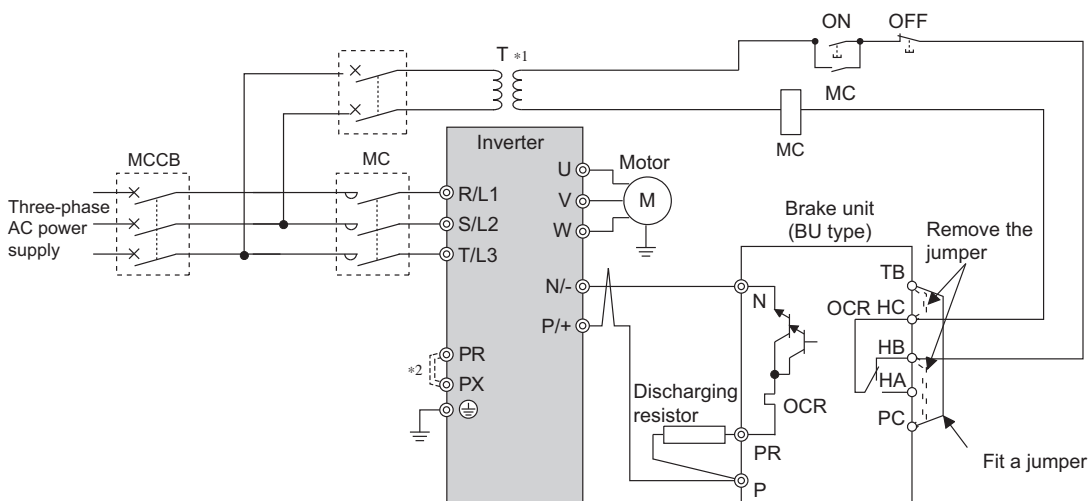 ON
OFF
T *1
MC
MC
MCCB
MC
Inverter
Motor
Three-phase
AC power
supply
R/L1
S/L2
T/L3
U
V
W
M
N/-
P/+
*2
PR
PX
Brake unit
(BU type)
Remove the
jumper
TB
HC
OCR
HB
HA
PC
N
OCR
Discharging
resistor
PR
P
Fit a jumper